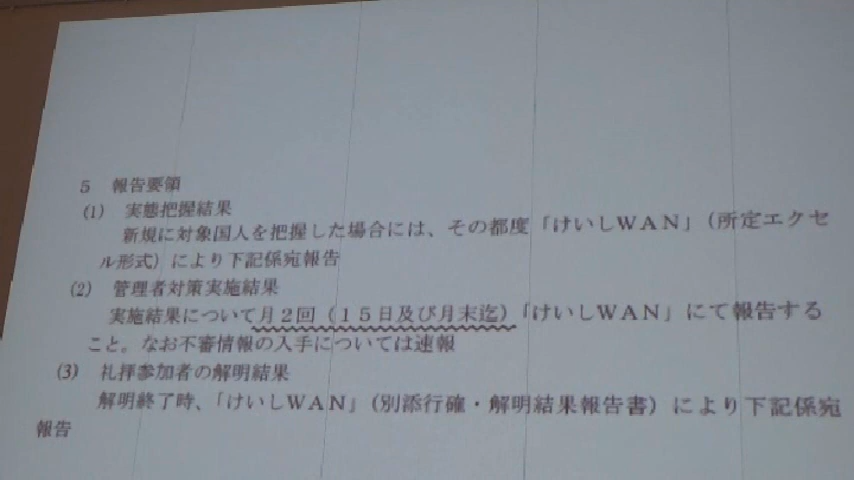 5 報告要領
(1) 実態把握結果
新規に対象国人を把握した場合には、その都度「けいしWAN」(所定エクセ
ル形式)により下記係宛報告
(2) 管理者対策実施結果
実施結果について月2回(15日及び月末迄)「けいしWAN」にて報告する
こと。なお不審情報の入手については速報
(3) 礼拝参加者の解明結果
解明終了時、「けいしWAN」(別添行確・解明結果報告書)により下記係宛
報告